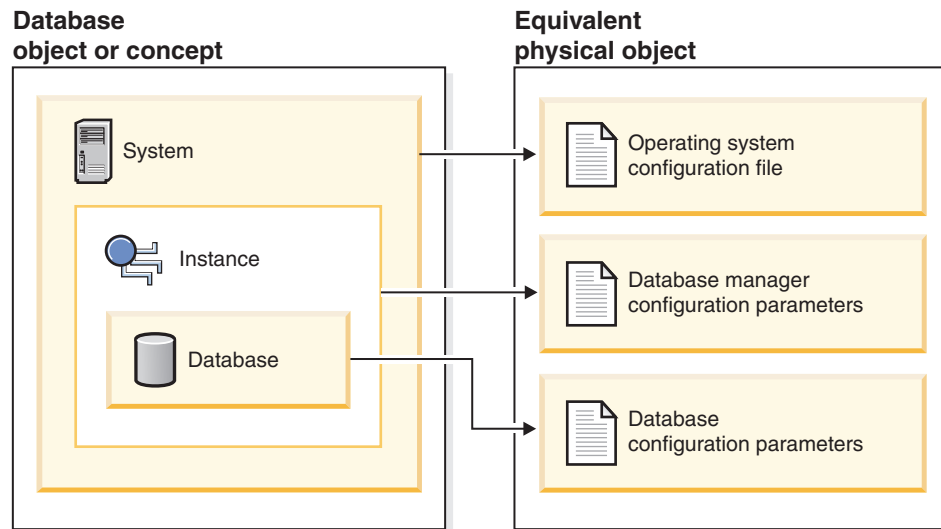 Database
object or concept
Equivalent
physical object
System
Instance
Database
Operating system
configuration file
Database manager
configuration parameters
Database
configuration parameters